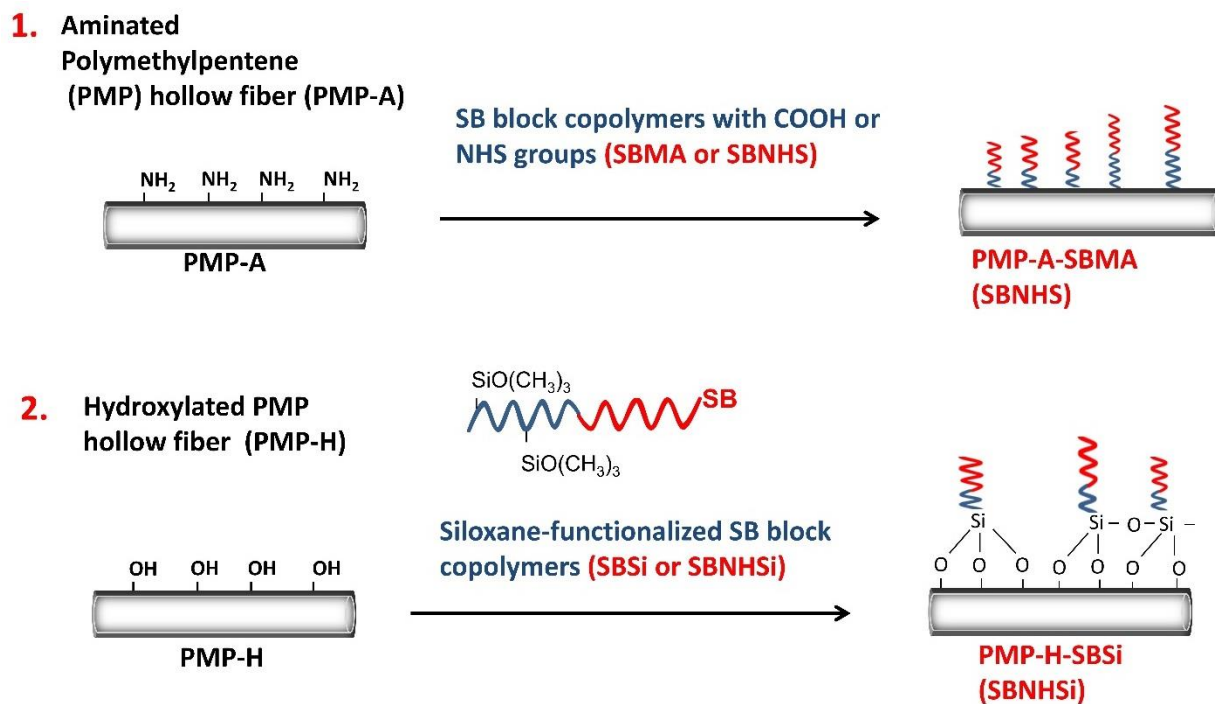 1. Aminated
Polymethylpentene
(PMP) hollow fiber (PMP-A)
SB block copolymers with COOH or
NHS groups (SBMA or SBNHS)
NH₂ NH₂ NH₂ NH₂
PMP-A
PMP-A-SBMA
(SBNHS)
2. Hydroxylated PMP
hollow fiber (PMP-H)
SiO(CH₃)₃
SB
SiO(CH₃)₃
Siloxane-functionalized SB block
copolymers (SBSi or SBNHSi)
OH OH OH OH
PMP-H
Si Si – O – Si –
O O O O O O O
PMP-H-SBSi
(SBNHSi)